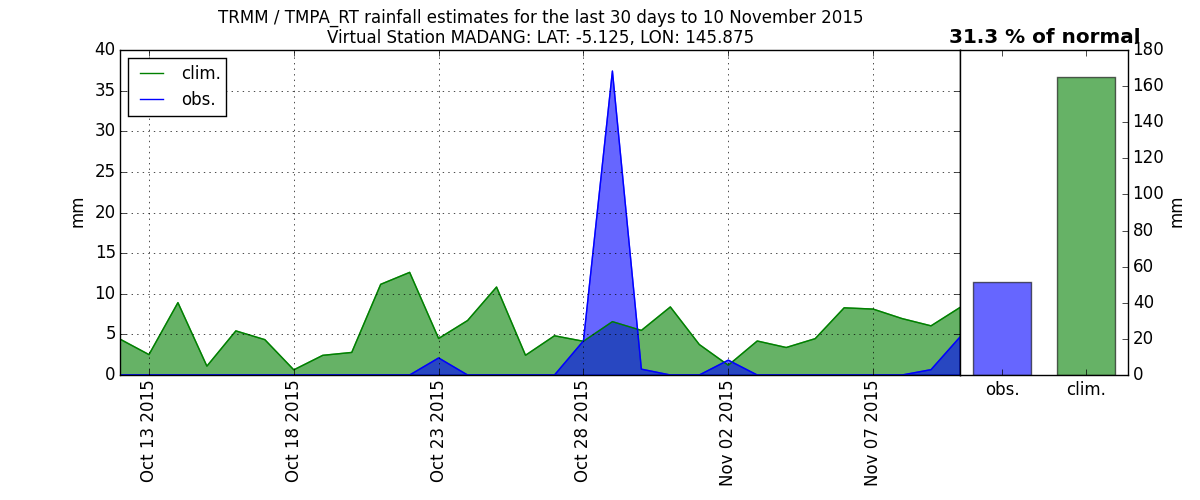 TRMM / TMPA_RT rainfall estimates for the last 30 days to 10 November 2015
Virtual Station MADANG: LAT: -5.125, LON: 145.875
31.3 % of normal
clim.
obs.
mm
40
35
30
25
20
15
10
5
0
Oct 13 2015
Oct 18 2015
Oct 23 2015
Oct 28 2015
Nov 02 2015
Nov 07 2015
180
160
140
120
100
80
60
40
20
0
mm
obs.
clim.